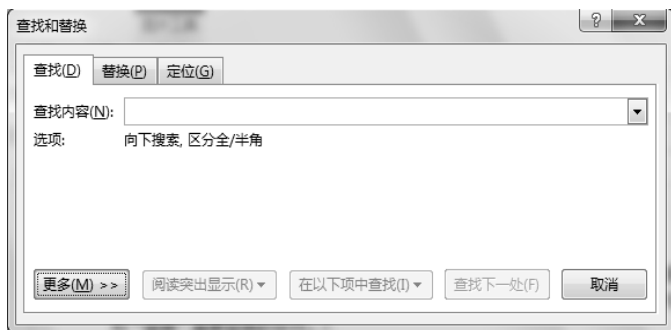 查找和替换
查找(D) 替换(P) 定位(G)
查找内容(N):
选项: 向下搜索, 区分全/半角
更多(M) >> 阅读突出显示(R) 在以下项中查找(I) 查找下一处(F) 取消